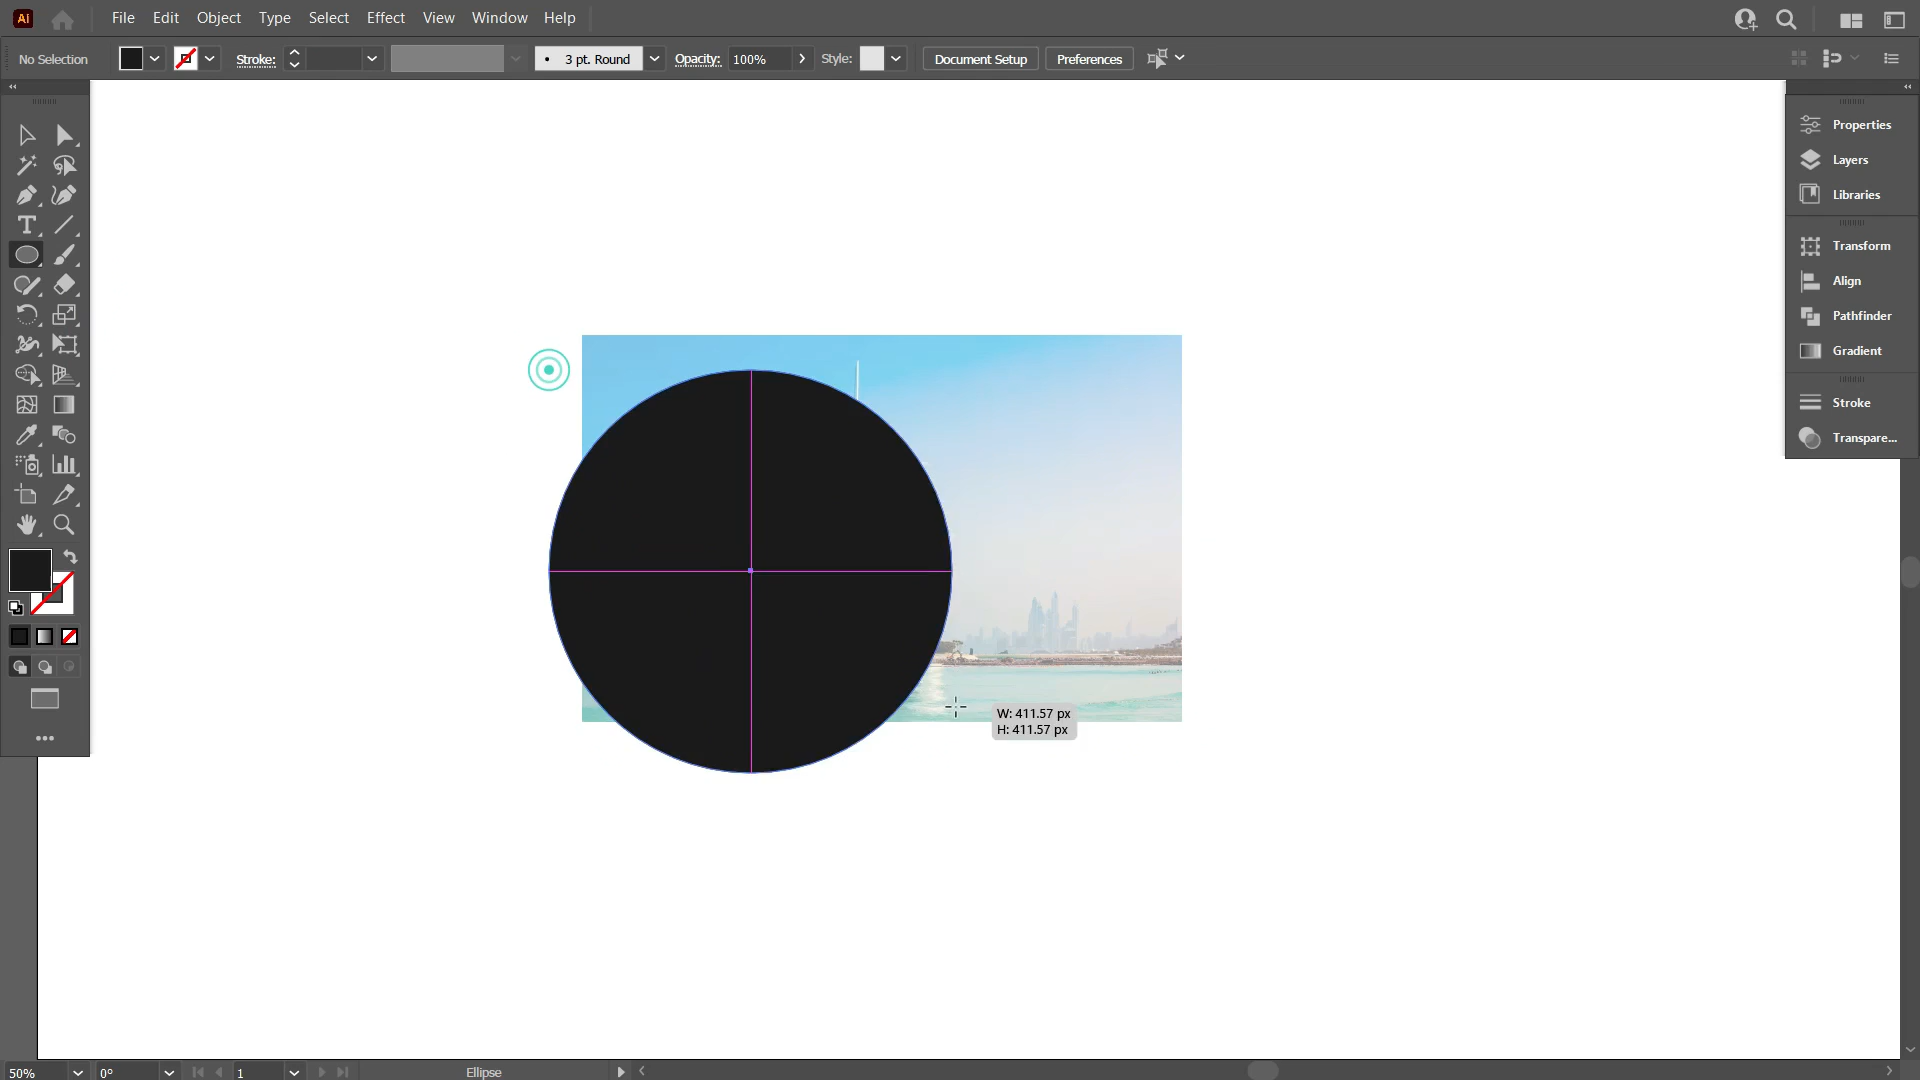 Ai File Edit Object Type Select Effect View Window Help
No Selection Stroke: 3 pt. Round Opacity: 100% Style: Document Setup Preferences
Properties
Layers
Libraries
Transform
Align
Pathfinder
Gradient
Stroke
Transpare...
W: 411.57 px
H: 411.57 px
50% 0° 1 Ellipse